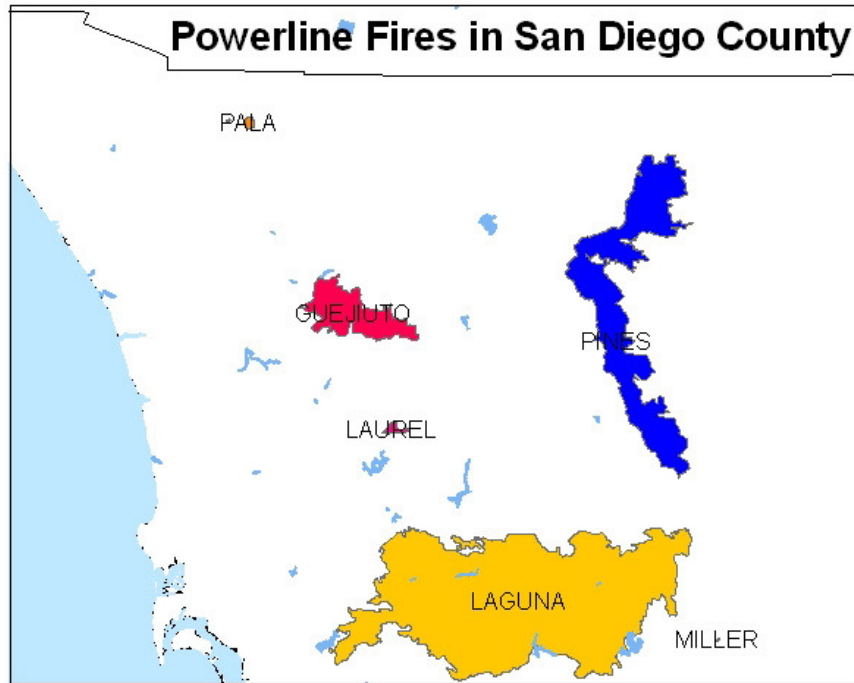 Powerline Fires in San Diego County
PALA
GUEJIUTO
PINES
LAUREL
LAGUNA
MILLER